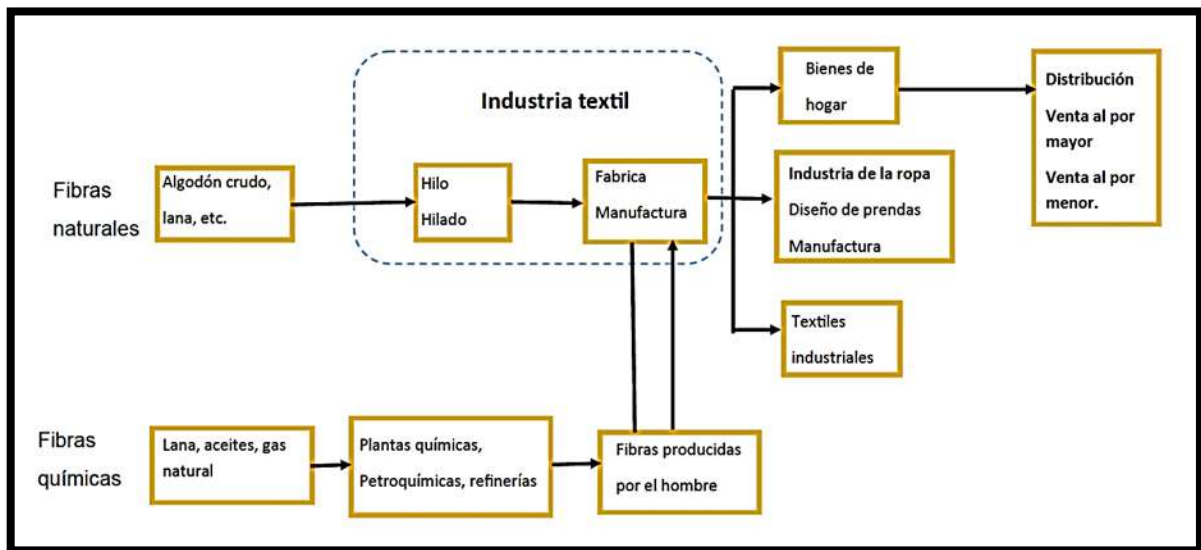 Industria textil
Fibras
naturales
Algodón crudo,
lana, etc.
Hilo
Hilado
Fabrica
Manufactura
Bienes de
hogar
Industria de la ropa
Diseño de prendas
Manufactura
Textiles
industriales
Distribución
Venta al por
mayor
Venta al por
menor.
Fibras
químicas
Lana, aceites, gas
natural
Plantas químicas,
Petroquímicas, refinerías
Fibras producidas
por el hombre